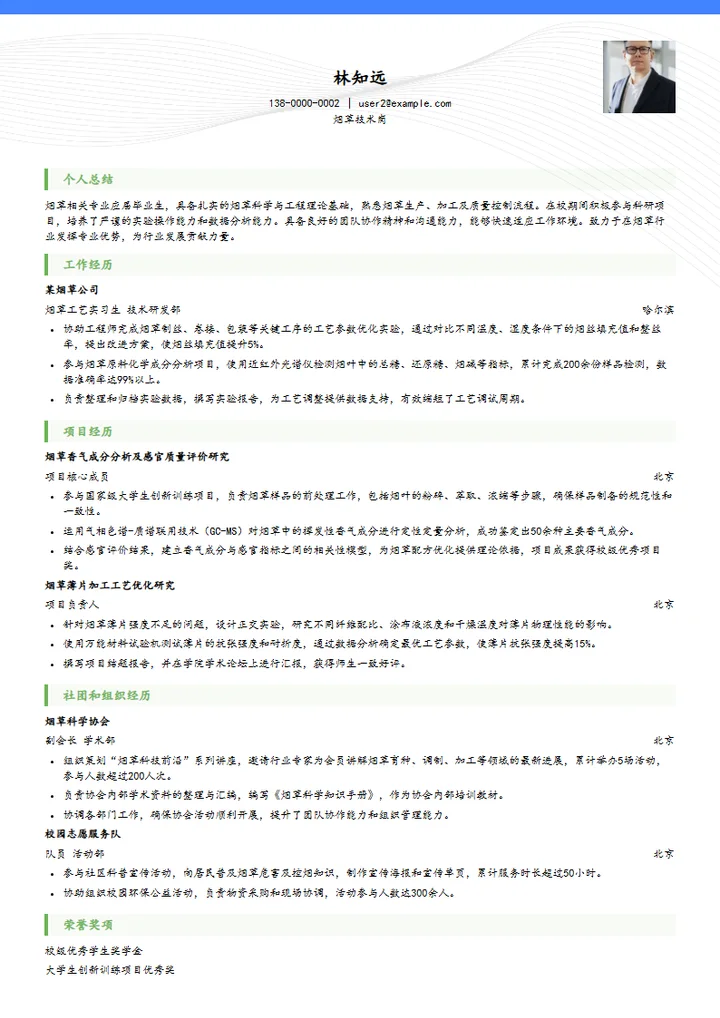 林知远
138-0000-0002 | user2@example.com
烟草技术岗
个人总结
烟草相关专业应届毕业生，具备扎实的烟草科学与工程理论基础，熟悉烟草生产、加工及质量控制流程。在校期间积极参与科研项
目，培养了严谨的实验操作能力和数据分析能力。具备良好的团队协作精神和沟通能力，能够快速适应工作环境。致力于在烟草行
业发挥专业优势，为行业发展贡献力量。
工作经历
某烟草公司
烟草工艺实习生 技术研发部 哈尔滨
• 协助工程师完成烟草制丝、卷接、包装等关键工序的工艺参数优化实验，通过对比不同温度、湿度条件下的烟丝填充值和整丝
率，提出改进方案，使烟丝填充值提升5%。
• 参与烟草原料化学成分分析项目，使用近红外光谱仪检测烟叶中的总糖、还原糖、烟碱等指标，累计完成200余份样品检测，数
据准确率达99%以上。
• 负责整理和归档实验数据，撰写实验报告，为工艺调整提供数据支持，有效缩短了工艺调试周期。
项目经历
烟草香气成分分析及感官质量评价研究
项目核心成员 北京
• 参与国家级大学生创新训练项目，负责烟草样品的前处理工作，包括烟叶的粉碎、萃取、浓缩等步骤，确保样品制备的规范性和
一致性。
• 运用气相色谱-质谱联用技术（GC-MS）对烟草中的挥发性香气成分进行定性定量分析，成功鉴定出50余种主要香气成分。
• 结合感官评价结果，建立香气成分与感官指标之间的相关性模型，为烟草配方优化提供理论依据，项目成果获得校级优秀项目
奖。
烟草薄片加工工艺优化研究
项目负责人 北京
• 针对烟草薄片强度不足的问题，设计正交实验，研究不同纤维配比、涂布液浓度和干燥温度对薄片物理性能的影响。
• 使用万能材料试验机测试薄片的抗张强度和耐折度，通过数据分析确定最优工艺参数，使薄片抗张强度提高15%。
• 撰写项目结题报告，并在学院学术论坛上进行汇报，获得师生一致好评。
社团和组织经历
烟草科学协会
副会长 学术部 北京
• 组织策划“烟草科技前沿”系列讲座，邀请行业专家为会员讲解烟草育种、调制、加工等领域的最新进展，累计举办5场活动，
参与人数超过200人次。
• 负责协会内部学术资料的整理与汇编，编写《烟草科学知识手册》，作为协会内部培训教材。
• 协调各部门工作，确保协会活动顺利开展，提升了团队协作能力和组织管理能力。
校园志愿服务队
队员 活动部 北京
• 参与社区科普宣传活动，向居民普及烟草危害及控烟知识，制作宣传海报和宣传单页，累计服务时长超过50小时。
• 协助组织校园环保公益活动，负责物资采购和现场协调，活动参与人数达300余人。
荣誉奖项
校级优秀学生奖学金
大学生创新训练项目优秀奖